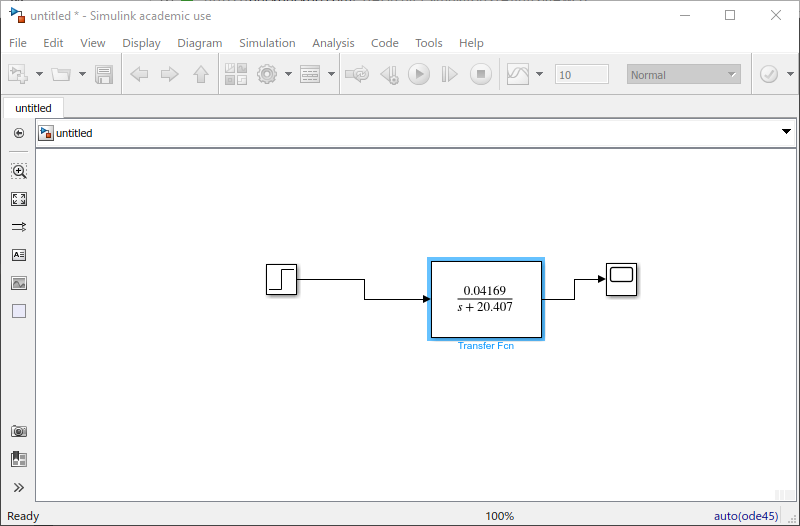 untitled * - Simulink academic use
File Edit View Display Diagram Simulation Analysis Code Tools Help
10 Normal
untitled
untitled
0.04169
s + 20.407
Transfer Fcn
Ready 100% auto(ode45)